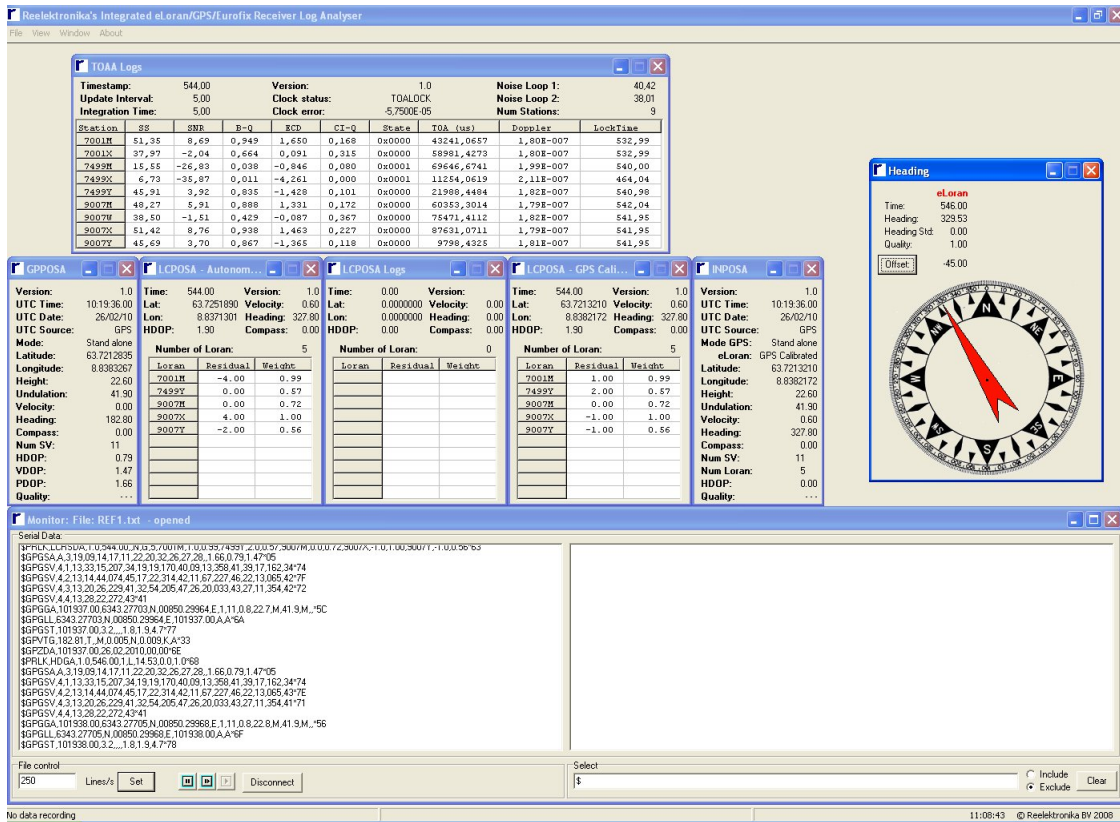 Reelektronika's Integrated eLoran/GPS/Eurofix Receiver Log Analyser
File View Window About
TOAA Logs
Timestamp: 544,00 Version: 1.0 Noise Loop 1: 40,42
Update Interval: 5,00 Clock status: TOALOCK Noise Loop 2: 38,01
Integration Time: 5,00 Clock error: -5,7500E-05 Num Stations: 9
Station SS SNR B-Q ECD CI-Q State TOA (us) Doppler LockTime
7001M 51,35 8,69 0,949 1,650 0,168 0x0000 43241,0657 1,80E-007 532,99
7001X 37,97 -2,04 0,664 0,091 0,315 0x0000 58981,4273 1,80E-007 532,99
7499M 15,55 -26,83 0,038 -0,846 0,080 0x0001 69646,6741 1,99E-007 540,00
7499X 6,73 -35,87 0,011 -4,261 0,000 0x0001 11254,0619 2,11E-007 464,04
7499Y 45,91 3,92 0,835 -1,428 0,101 0x0000 21988,4484 1,82E-007 540,98
9007M 48,27 5,91 0,888 1,331 0,172 0x0000 60353,3014 1,79E-007 542,04
9007W 38,50 -1,51 0,429 -0,087 0,367 0x0000 75471,4112 1,82E-007 541,95
9007X 51,42 8,76 0,938 1,463 0,227 0x0000 87631,0711 1,79E-007 541,95
9007Y 45,69 3,70 0,867 -1,365 0,118 0x0000 9798,4325 1,81E-007 541,95
Heading
eLoran
Time: 546.00
Heading: 329.53
Heading Std: 0.00
Quality: 1.00
Offset -45.00
N
NE
E
SE
S
SW
W
NW
GPPOSA
Version: 1.0
UTC Time: 10:19:36.00
UTC Date: 26/02/10
UTC Source: GPS
Mode: Stand alone
Latitude: 63.7212835
Longitude: 8.8383267
Height: 22.60
Undulation: 41.90
Velocity: 0.00
Heading: 182.80
Compass: 0.00
Num SV: 11
HDOP: 0.79
VDOP: 1.47
PDOP: 1.66
Quality: ---
LCPOSA - Autonom...
Time: 544.00 Version: 1.0
Lat: 63.7251890 Velocity: 0.60
Lon: 8.8371301 Heading: 327.80
HDOP: 1.90 Compass: 0.00
Number of Loran: 5
Loran Residual Weight
7001M -4.00 0.99
7499Y 0.00 0.57
9007M 0.00 0.72
9007X 4.00 1.00
9007Y -2.00 0.56
LCPOSA Logs
Time: 0.00 Version:
Lat: 0.0000000 Velocity: 0.00
Lon: 0.0000000 Heading: 0.00
HDOP: 0.00 Compass: 0.00
Number of Loran: 0
Loran Residual Weight
LCPOSA - GPS Cali...
Time: 544.00 Version: 1.0
Lat: 63.7213210 Velocity: 0.60
Lon: 8.8382172 Heading: 327.80
HDOP: 1.90 Compass: 0.00
Number of Loran: 5
Loran Residual Weight
7001M 1.00 0.99
7499Y 2.00 0.57
9007M 0.00 0.72
9007X -1.00 1.00
9007Y -1.00 0.56
INPOSA
Version: 1.0
UTC Time: 10:19:36.00
UTC Date: 26/02/10
UTC Source: GPS
Mode GPS: Stand alone
eLoran: GPS Calibrated
Latitude: 63.7213210
Longitude: 8.8382172
Height: 22.60
Undulation: 41.90
Velocity: 0.60
Heading: 327.80
Compass: 0.00
Num SV: 11
Num Loran: 5
HDOP: 0.00
Quality: ---
Monitor: File: REF1.txt - opened
Serial Data:
$PRLK,LCHSDA,1.0,544.00,,N,G,5,7001M,1.0,0.99,7499Y,2.0,0.57,9007M,0.0,0.72,9007X,-1.0,1.00,9007Y,-1.0,0.56*63
$GPGSA,A,3,19,09,14,17,11,22,20,32,26,27,28,,1.66,0.79,1.47*05
$GPGSV,4,1,13,33,15,207,34,19,19,170,40,09,13,358,41,39,17,162,34*74
$GPGSV,4,2,13,14,44,074,45,17,22,314,42,11,67,227,46,22,13,065,42*7F
$GPGSV,4,3,13,20,26,229,41,32,54,205,47,26,20,033,43,27,11,354,42*72
$GPGSV,4,4,13,28,22,272,43*41
$GPGGA,101937.00,6343.27703,N,00850.29964,E,1,11,0.8,22.7,M,41.9,M,,*5C
$GPGLL,6343.27703,N,00850.29964,E,101937.00,A,A*6A
$GPGST,101937.00,3.2,,,,1.8,1.9,4.7*77
$GPVTG,182.81,T,,M,0.005,N,0.009,K,A*33
$GPZDA,101937.00,26,02,2010,00,00*6E
$PRLK,HDGA,1.0,546.00,1,L,14.53,0.0,1.0*68
$GPGSA,A,3,19,09,14,17,11,22,20,32,26,27,28,,1.66,0.79,1.47*05
$GPGSV,4,1,13,33,15,207,34,19,19,170,40,09,13,358,41,39,17,162,34*74
$GPGSV,4,2,13,14,44,074,45,17,22,314,42,11,67,227,46,22,13,065,43*7E
$GPGSV,4,3,13,20,26,229,41,32,54,205,47,26,20,033,43,27,11,354,41*71
$GPGSV,4,4,13,28,22,272,43*41
$GPGGA,101938.00,6343.27705,N,00850.29968,E,1,11,0.8,22.8,M,41.9,M,,*56
$GPGLL,6343.27705,N,00850.29968,E,101938.00,A,A*6F
$GPGST,101938.00,3.2,,,,1.8,1.9,4.7*78
File control
250 Lines/s Set Disconnect
Select
$
Include
Exclude
Clear
No data recording
11:08:43 © Reelektronika BV 2008